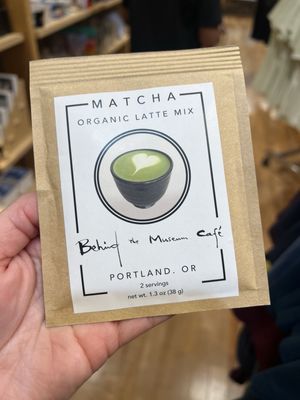 MATCHA
ORGANIC LATTE MIX
Behind the Museum Café
PORTLAND. OR
2 servings
net wt. 1.3 oz (38 g)